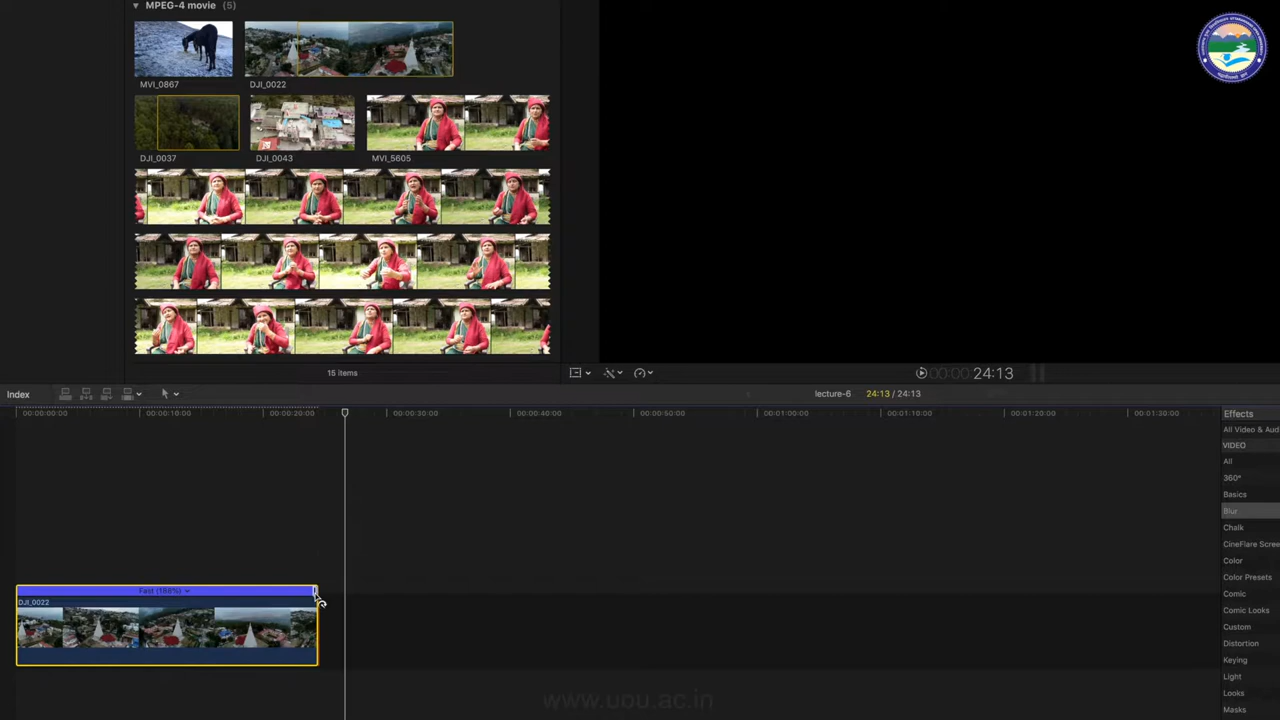 MPEG-4 movie (5)
MVI_0867
DJI_0022
DJI_0037
DJI_0043
MVI_5605
15 items
00:00:00
24:13
Index
lecture-6
24:13 / 24:13
00:00:00:00
00:00:10:00
00:00:20:00
00:00:30:00
00:00:40:00
00:00:50:00
00:01:00:00
00:01:10:00
00:01:20:00
00:01:30:00
Effects
All Video & Aud
VIDEO
All
360°
Basics
Blur
Chalk
CineFlare Scree
Color
Color Presets
Comic
Comic Looks
Custom
Distortion
Keying
Light
Looks
Masks
Fast (188%)
DJI_0022
www.uou.ac.in